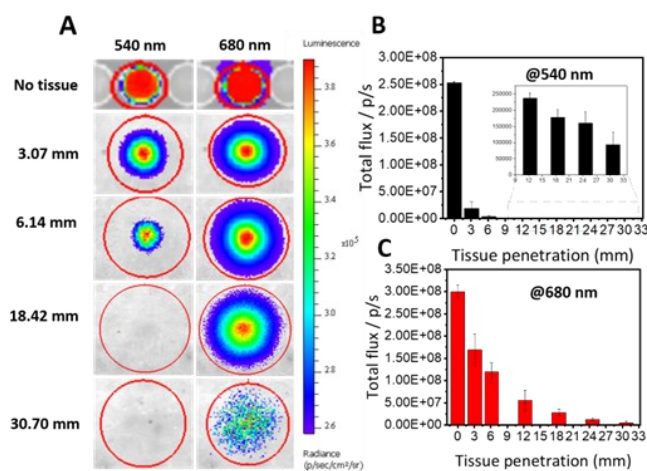 A
540 nm 680 nm
No tissue
3.07 mm
6.14 mm
18.42 mm
30.70 mm
Luminescence
3.8
3.6
3.4
x10⁵
3.2
3.0
2.8
2.6
Radiance
(p/sec/cm²/sr)
B
Total flux / p/s
3.00E+08
2.50E+08
2.00E+08
1.50E+08
1.00E+08
5.00E+07
0.00E+00
@540 nm
250000
200000
150000
100000
50000
0
9 12 15 18 21 24 27 30 33
0 3 6 9 12 15 18 21 24 27 30 33
Tissue penetration (mm)
C
Total flux / p/s
3.50E+08
3.00E+08
2.50E+08
2.00E+08
1.50E+08
1.00E+08
5.00E+07
0.00E+00
@680 nm
0 3 6 9 12 15 18 21 24 27 30 33
Tissue penetration (mm)